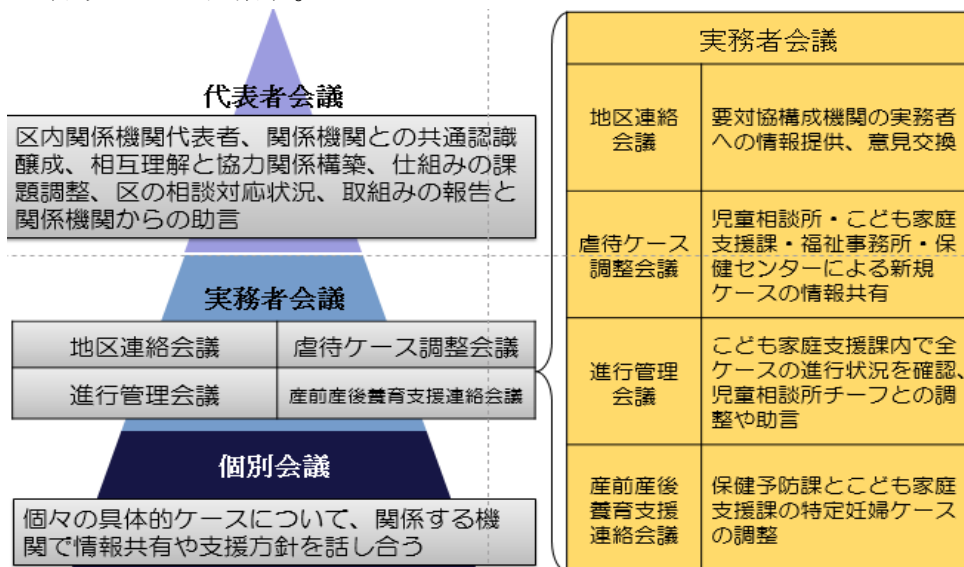 代表者会議
区内関係機関代表者、関係機関との共通認識
醸成、相互理解と協力関係構築、仕組みの課
題調整、区の相談対応状況、取組みの報告と
関係機関からの助言
実務者会議
地区連絡会議
虐待ケース調整会議
進行管理会議
産前産後養育支援連絡会議
個別会議
個々の具体的ケースについて、関係する機
関で情報共有や支援方針を話し合う
実務者会議
地区連絡
会議
要対協構成機関の実務者
への情報提供、意見交換
虐待ケース
調整会議
児童相談所・こども家庭
支援課・福祉事務所・保
健センターによる新規
ケースの情報共有
進行管理
会議
こども家庭支援課内で全
ケースの進行状況を確認、
児童相談所チーフとの調
整や助言
産前産後
養育支援
連絡会議
保健予防課とこども家庭
支援課の特定妊婦ケース
の調整